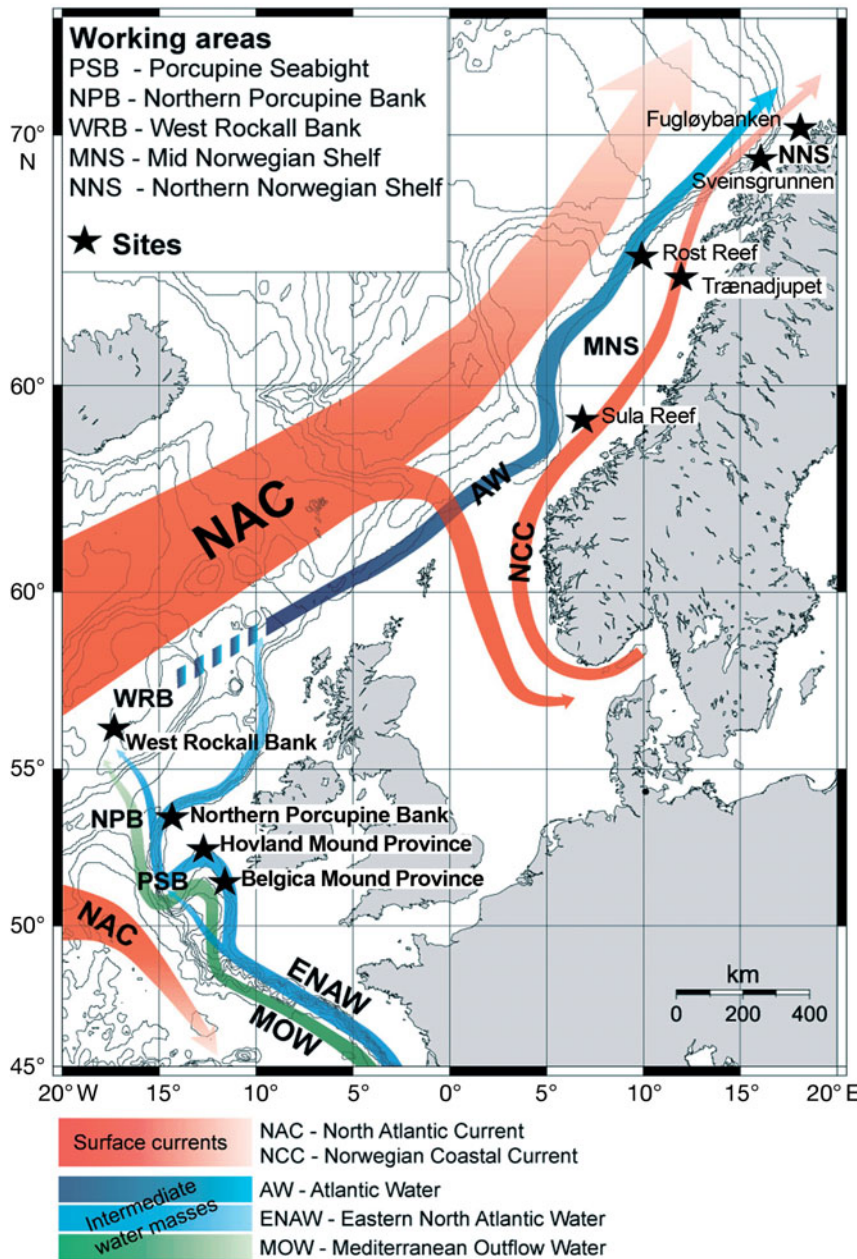 Working areas
PSB - Porcupine Seabight
NPB - Northern Porcupine Bank
WRB - West Rockall Bank
MNS - Mid Norwegian Shelf
NNS - Northern Norwegian Shelf
Sites
70°
N
Fugløybanken
NNS
Sveinsgrunnen
Rost Reef
Trænadjupet
MNS
60°
Sula Reef
NAC
AW
NCC
60°
WRB
West Rockall Bank
55°
NPB
Northern Porcupine Bank
Hovland Mound Province
PSB
Belgica Mound Province
50°
NAC
ENAW
MOW
km
0 200 400
45°
20°W 15° 10° 0° 5° 10° 15° 20°E
Surface currents
NAC - North Atlantic Current
NCC - Norwegian Coastal Current
Intermediate
water masses
AW - Atlantic Water
ENAW - Eastern North Atlantic Water
MOW - Mediterranean Outflow Water